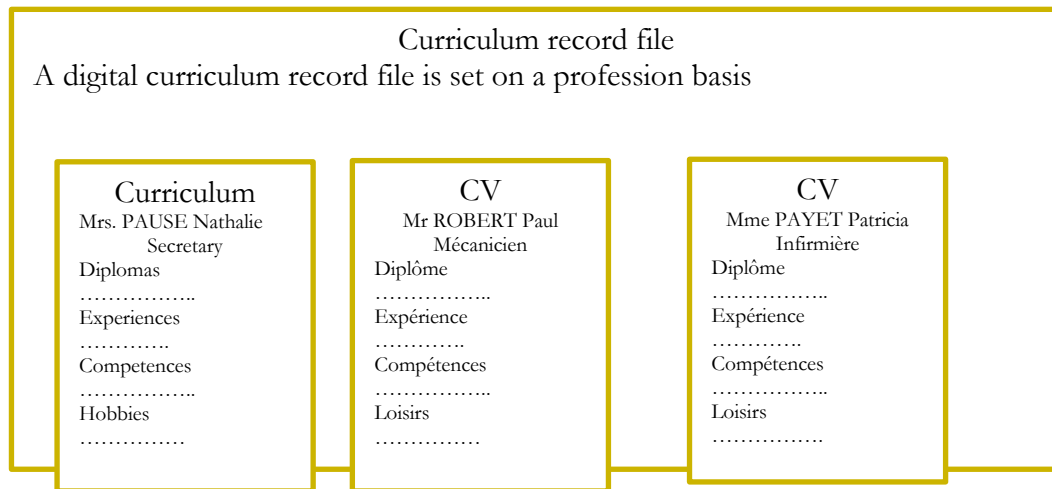 Curriculum record file
A digital curriculum record file is set on a profession basis
Curriculum
Mrs. PAUSE Nathalie
Secretary
Diplomas
……………..
Experiences
………….
Competences
……………..
Hobbies
……………
CV
Mr ROBERT Paul
Mécanicien
Diplôme
……………..
Expérience
………….
Compétences
……………..
Loisirs
……………
CV
Mme PAYET Patricia
Infirmière
Diplôme
……………..
Expérience
………….
Compétences
……………..
Loisirs
…………….